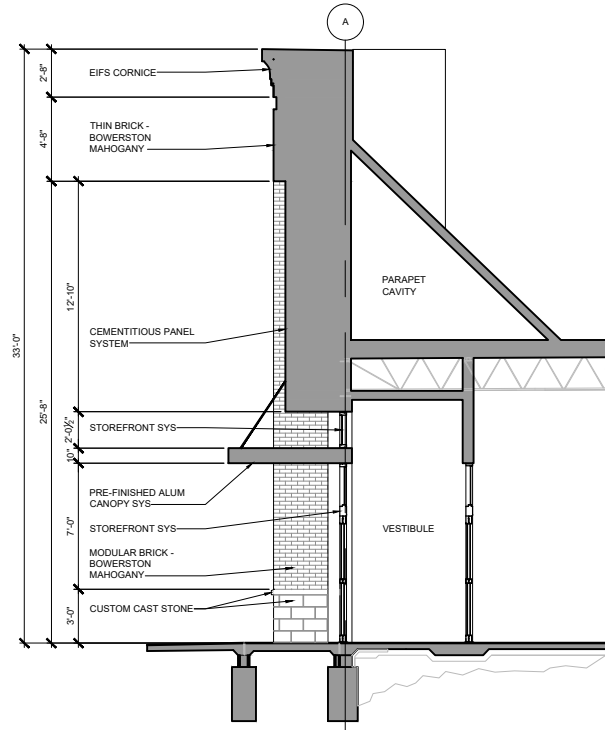 A
EIFS CORNICE
THIN BRICK -
BOWERSTON
MAHOGANY
PARAPET
CAVITY
CEMENTITIOUS PANEL
SYSTEM
STOREFRONT SYS
PRE-FINISHED ALUM
CANOPY SYS
STOREFRONT SYS
VESTIBULE
MODULAR BRICK -
BOWERSTON
MAHOGANY
CUSTOM CAST STONE
33'-0"
2'-8"
4'-8"
25'-8"
12'-10"
2'-0½"
10"
7'-0"
3'-0"